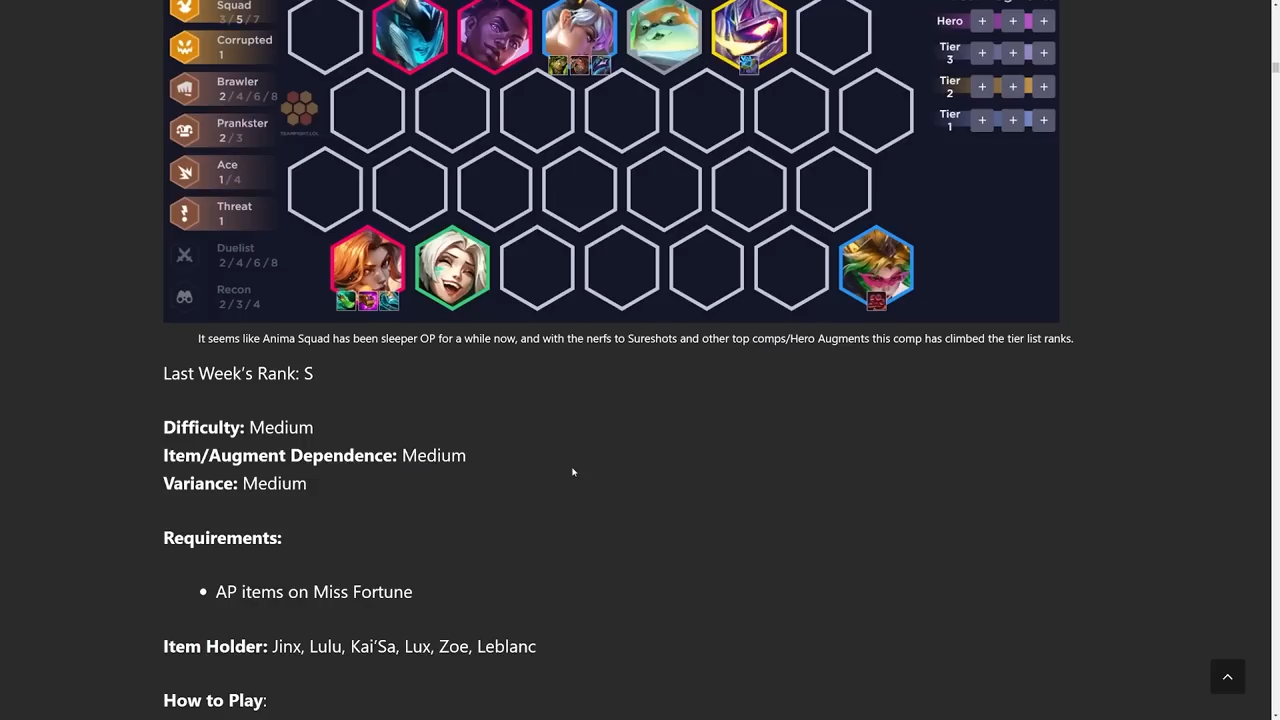 Squad
3/5/7
Corrupted
1
Brawler
2/4/6/8
Prankster
2/3
Ace
1/4
Threat
1
Duelist
2/4/6/8
Recon
2/3/4
TEAMFIGHT.LOL
Hero + + +
Tier 3 + + +
Tier 2 + + +
Tier 1 + + +
It seems like Anima Squad has been sleeper OP for a while now, and with the nerfs to Sureshots and other top comps/Hero Augments this comp has climbed the tier list ranks.
Last Week’s Rank: S
Difficulty: Medium
Item/Augment Dependence: Medium
Variance: Medium
Requirements:
• AP items on Miss Fortune
Item Holder: Jinx, Lulu, Kai’Sa, Lux, Zoe, Leblanc
How to Play: